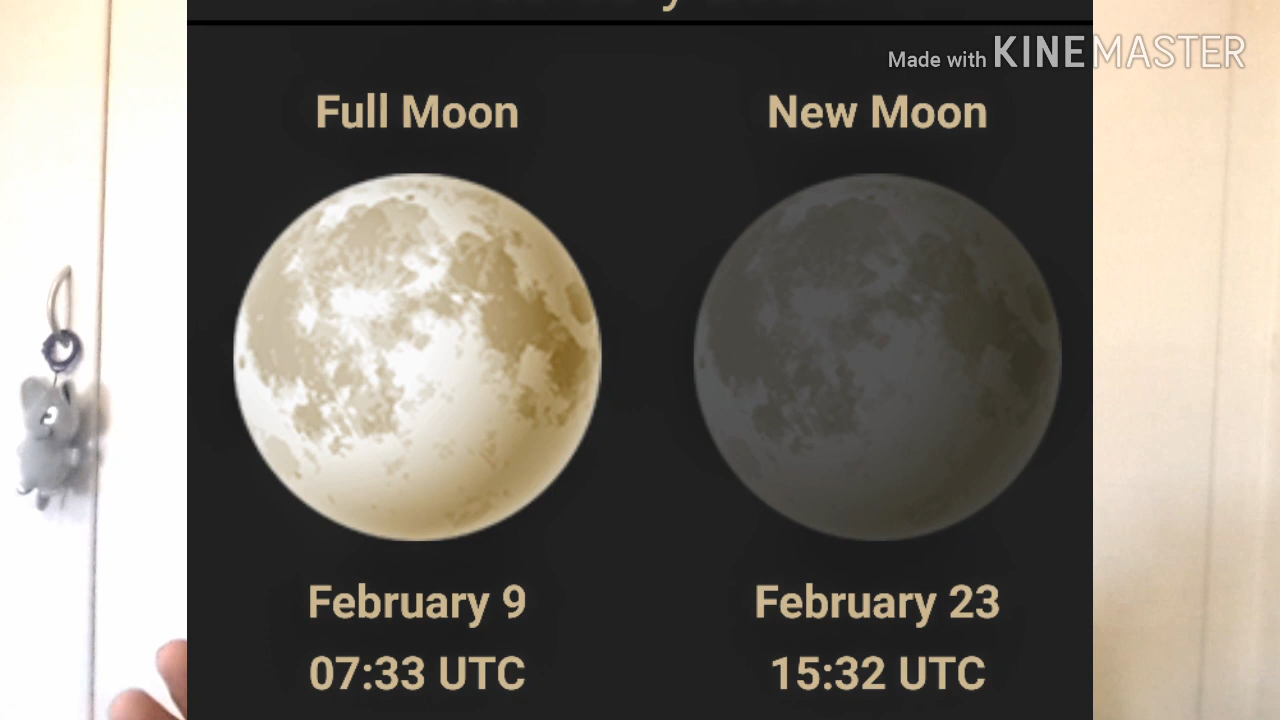 Made with KINEMASTER
Full Moon
New Moon
February 9
February 23
07:33 UTC
15:32 UTC